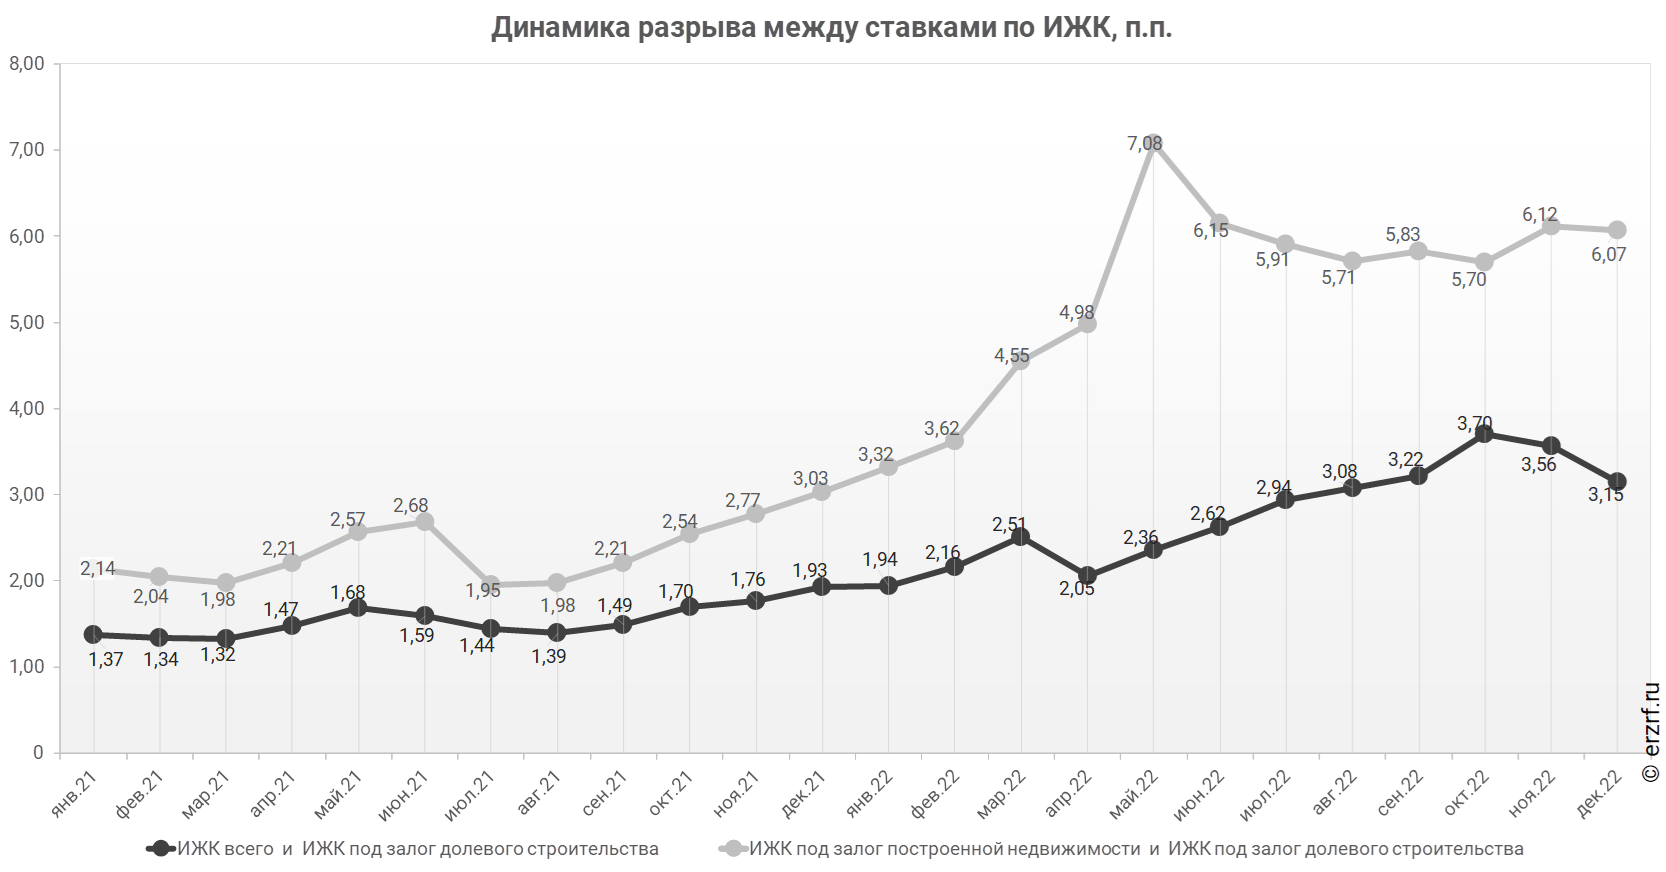 Динамика разрыва между ставками по ИЖК, п.п.
8,00
7,00
6,00
5,00
4,00
3,00
2,00
1,00
0
2,14
2,04
1,98
2,21
2,57
2,68
1,95
1,98
2,21
2,54
2,77
3,03
3,32
3,62
4,55
4,98
7,08
6,15
5,91
5,71
5,83
5,70
6,12
6,07
1,37
1,34
1,32
1,47
1,68
1,59
1,44
1,39
1,49
1,70
1,76
1,93
1,94
2,16
2,51
2,05
2,36
2,62
2,94
3,08
3,22
3,70
3,56
3,15
янв.21
фев.21
мар.21
апр.21
май.21
июн.21
июл.21
авг.21
сен.21
окт.21
ноя.21
дек.21
янв.22
фев.22
мар.22
апр.22
май.22
июн.22
июл.22
авг.22
сен.22
окт.22
ноя.22
дек.22
ИЖК всего и ИЖК под залог долевого строительства
ИЖК под залог построенной недвижимости и ИЖК под залог долевого строительства
© erzrf.ru